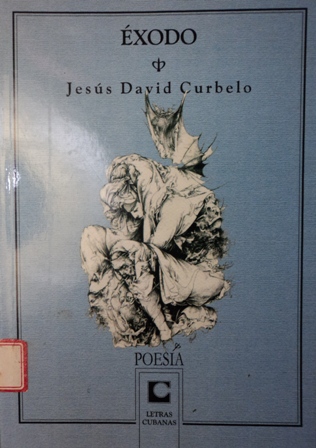 ÉXODO
Jesús David Curbelo
POESÍA
C
LETRAS
CUBANAS